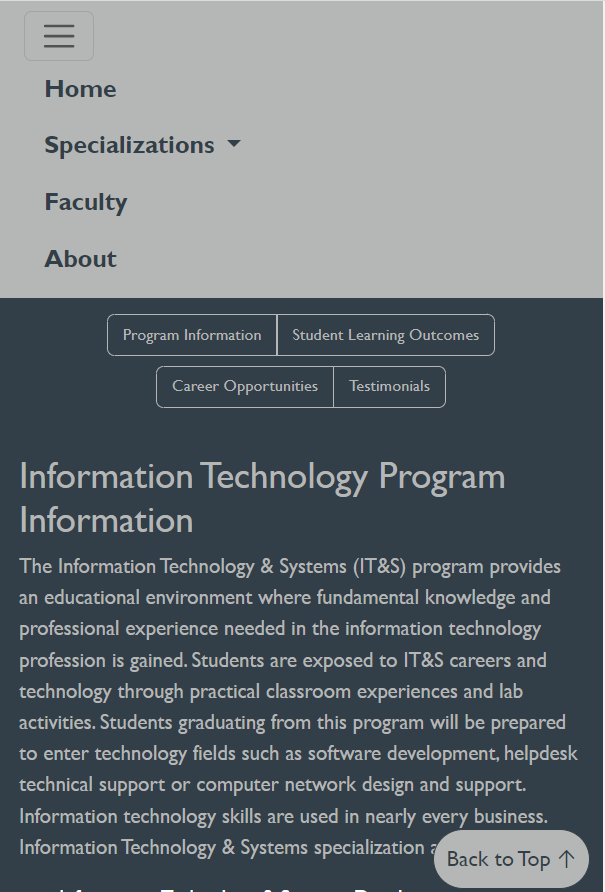 Home
Specializations
Faculty
About
Program Information
Student Learning Outcomes
Career Opportunities
Testimonials
Information Technology Program
Information
The Information Technology & Systems (IT&S) program provides
an educational environment where fundamental knowledge and
professional experience needed in the information technology
profession is gained. Students are exposed to IT&S careers and
technology through practical classroom experiences and lab
activities. Students graduating from this program will be prepared
to enter technology fields such as software development, helpdesk
technical support or computer network design and support.
Information technology skills are used in nearly every business.
Information Technology & Systems specialization
Back to Top ↑